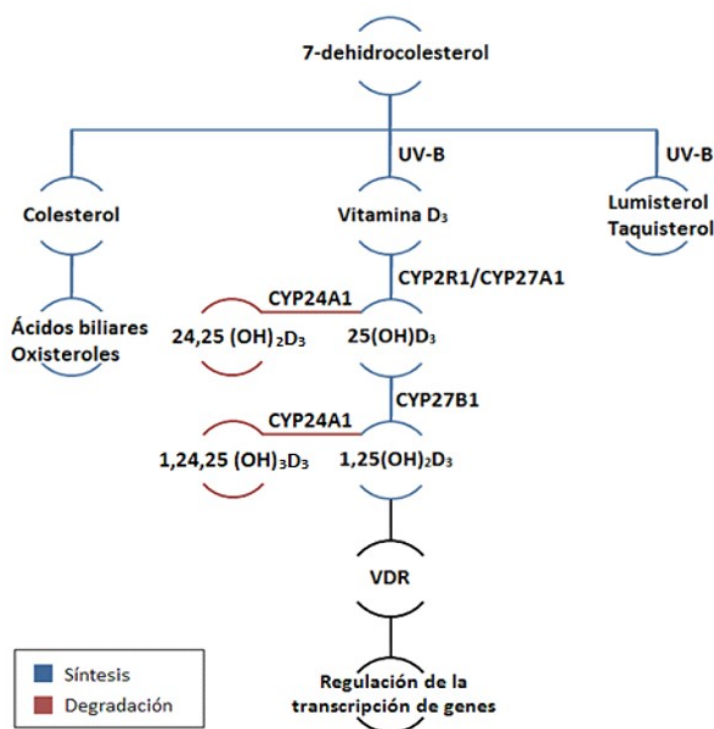 7-dehidrocolesterol
UV-B
UV-B
Colesterol
Vitamina D₃
Lumisterol
Taquisterol
CYP2R1/CYP27A1
CYP24A1
Ácidos biliares
Oxisteroles
24,25 (OH)₂D₃
25(OH)D₃
CYP27B1
CYP24A1
1,24,25 (OH)₃D₃
1,25(OH)₂D₃
VDR
Síntesis
Degradación
Regulación de la
transcripción de genes